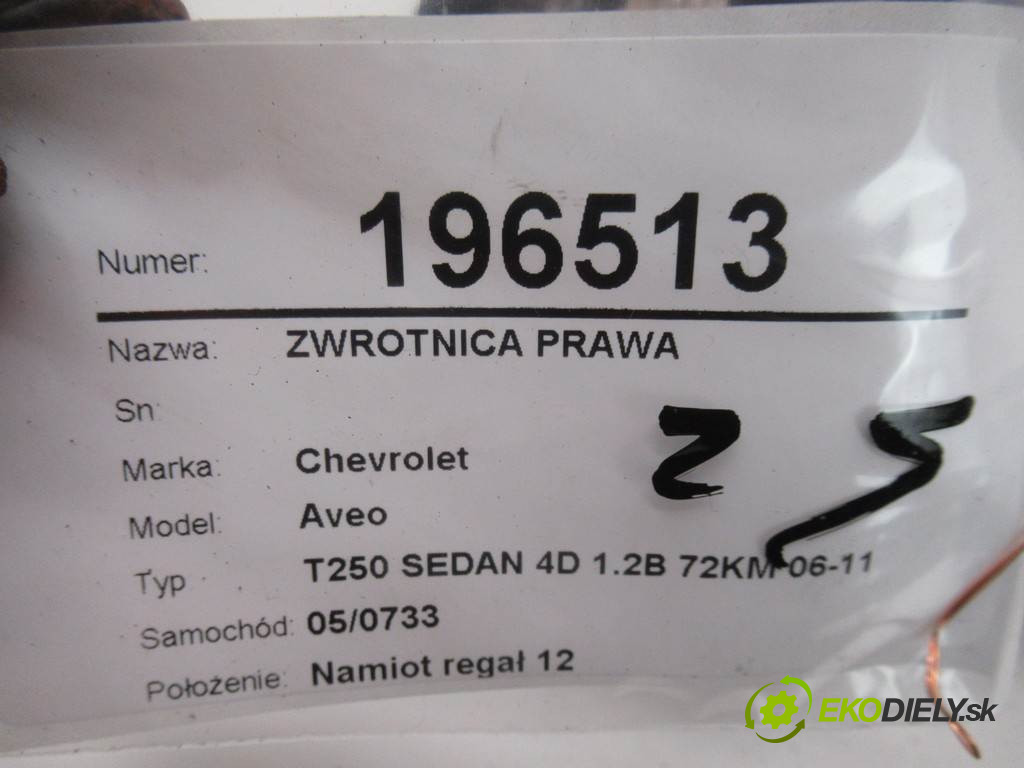 Numer: 196513
Nazwa: ZWROTNICA PRAWA
Sn:
Marka: Chevrolet
Model: Aveo
Typ T250 SEDAN 4D 1.2B 72KM 06-11
Samochód: 05/0733
Położenie: Namiot regał 12
EKODIELY.sk